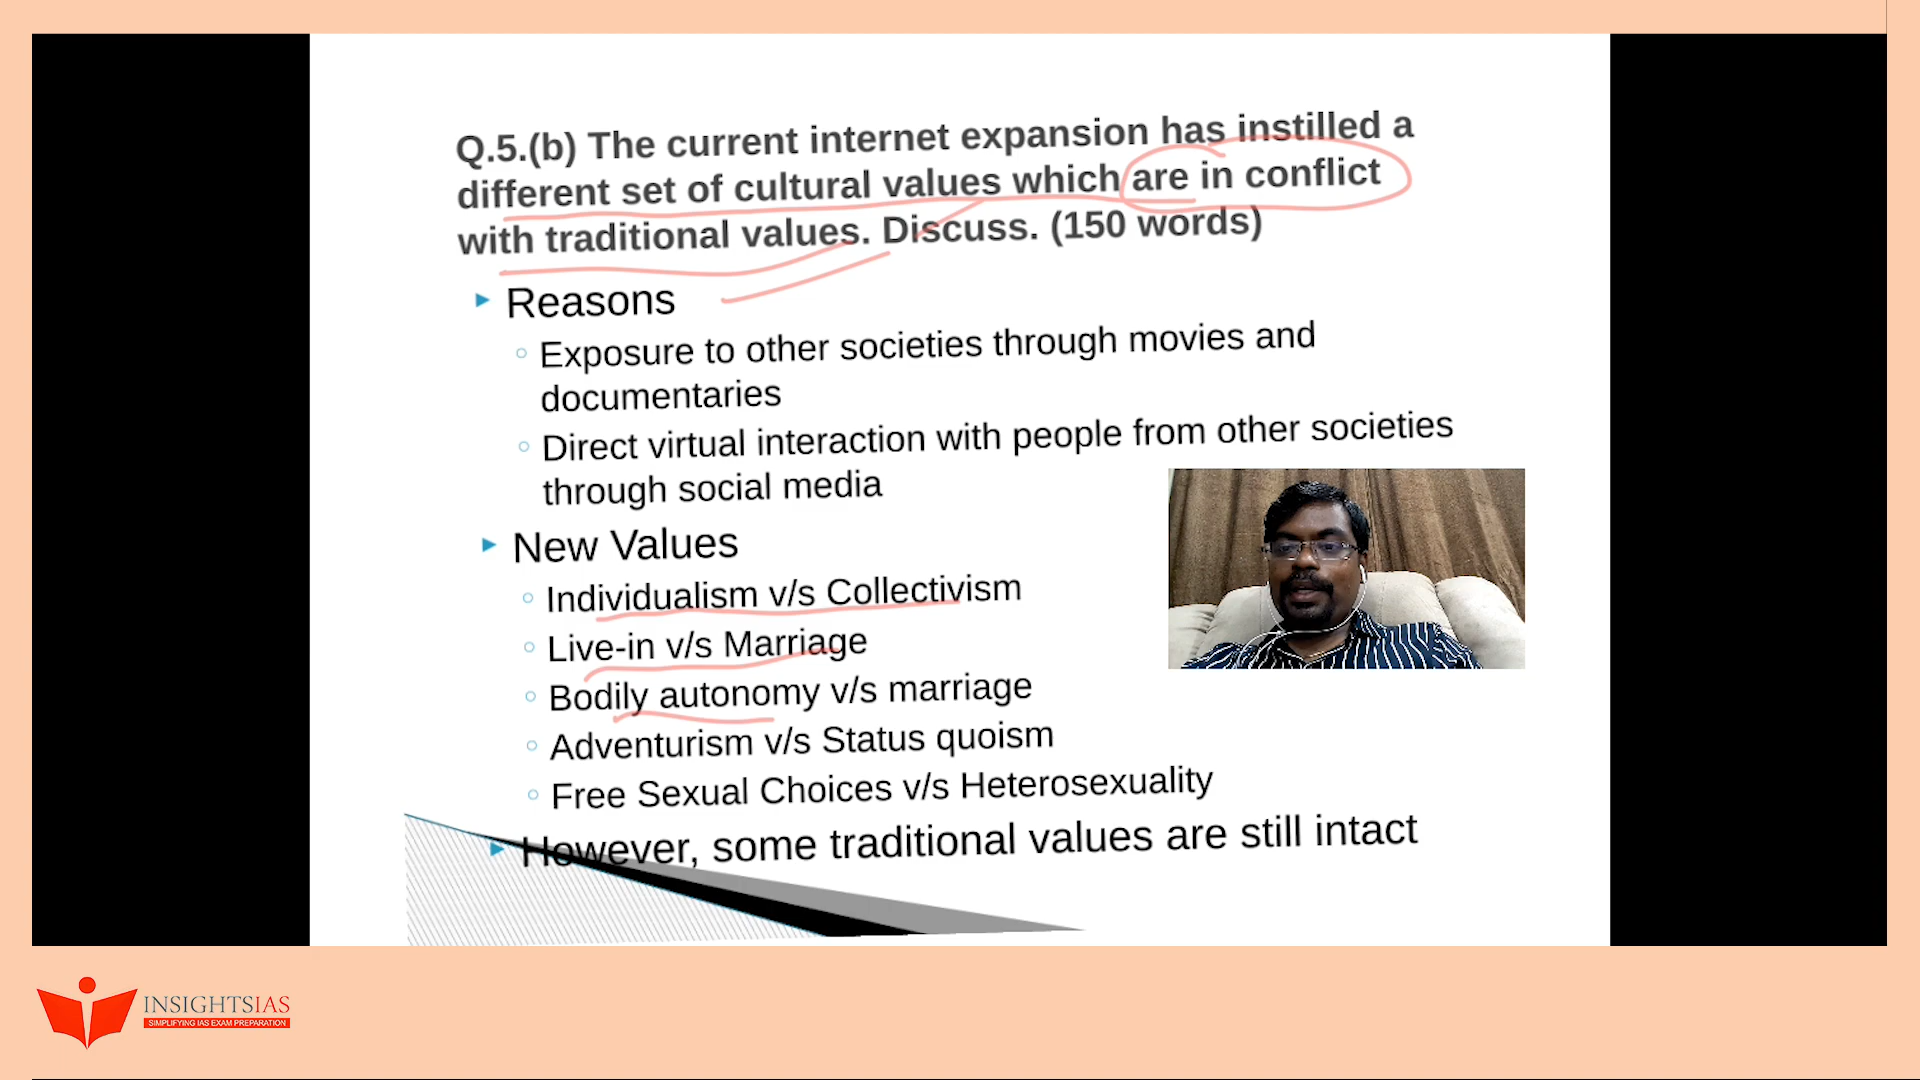 Q.5.(b) The current internet expansion has instilled a
different set of cultural values which are in conflict
with traditional values. Discuss. (150 words)
Reasons
Exposure to other societies through movies and
documentaries
Direct virtual interaction with people from other societies
through social media
New Values
Individualism v/s Collectivism
Live-in v/s Marriage
Bodily autonomy v/s marriage
Adventurism v/s Status quoism
Free Sexual Choices v/s Heterosexuality
However, some traditional values are still intact
INSIGHTSIAS
SIMPLIFYING IAS EXAM PREPARATION